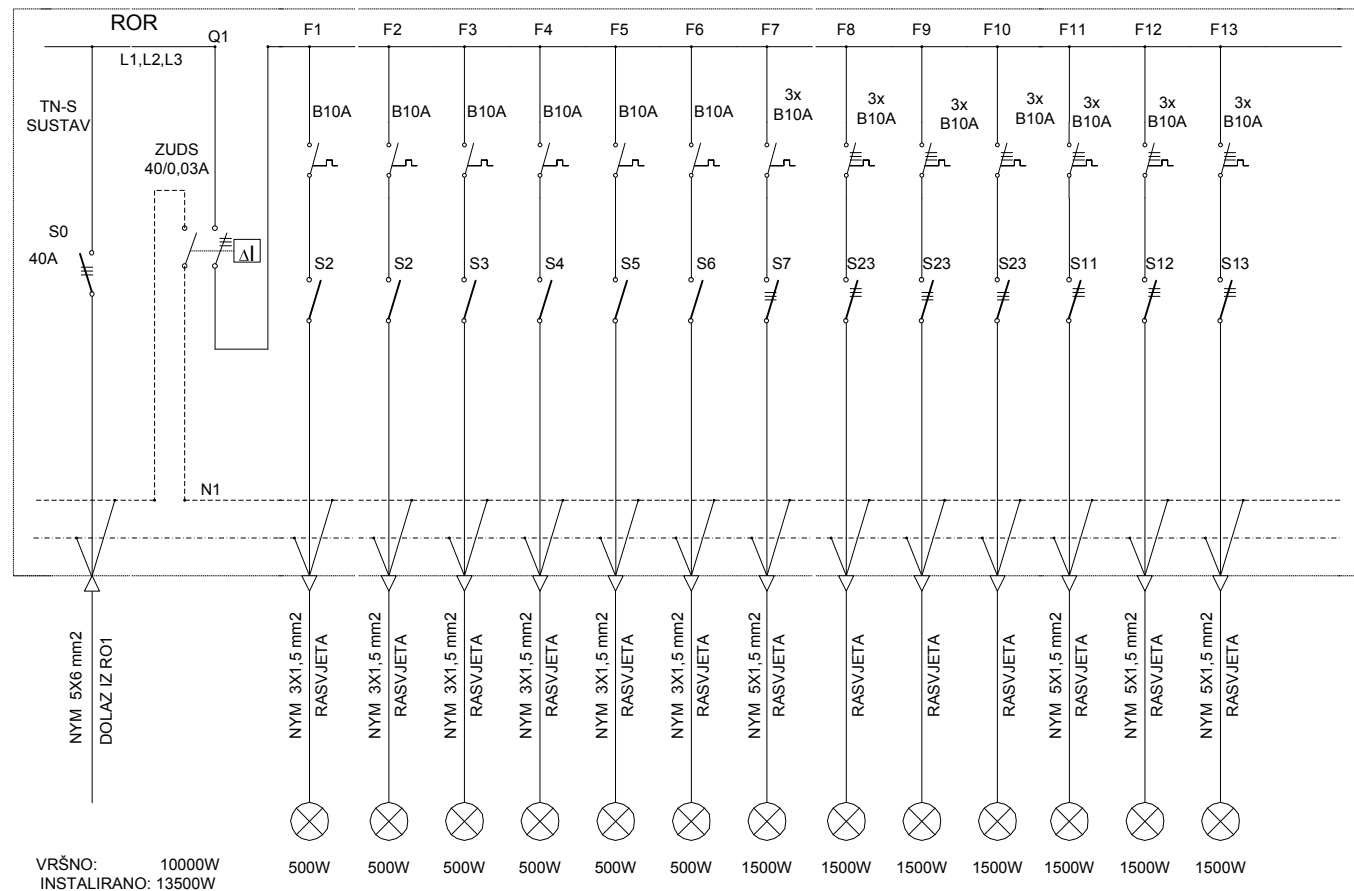 ROR
Q1
L1,L2,L3
F1 F2 F3 F4 F5 F6 F7 F8 F9 F10 F11 F12 F13
TN-S
SUSTAV
B10A B10A B10A B10A B10A B10A
3x
B10A
3x
B10A
3x
B10A
3x
B10A
3x
B10A
3x
B10A
3x
B10A
ZUDS
40/0,03A
S0
40A
ΔI
S2 S2 S3 S4 S5 S6 S7 S23 S23 S23 S11 S12 S13
N1
NYM 5X6 mm2
DOLAZ IZ RO1
NYM 3X1,5 mm2
RASVJETA
NYM 3X1,5 mm2
RASVJETA
NYM 3X1,5 mm2
RASVJETA
NYM 3X1,5 mm2
RASVJETA
NYM 3X1,5 mm2
RASVJETA
NYM 3X1,5 mm2
RASVJETA
NYM 5X1,5 mm2
RASVJETA
RASVJETA
RASVJETA
RASVJETA
NYM 5X1,5 mm2
RASVJETA
NYM 5X1,5 mm2
RASVJETA
NYM 5X1,5 mm2
RASVJETA
500W 500W 500W 500W 500W 500W 1500W 1500W 1500W 1500W 1500W 1500W 1500W
VRŠNO: 10000W
INSTALIRANO: 13500W